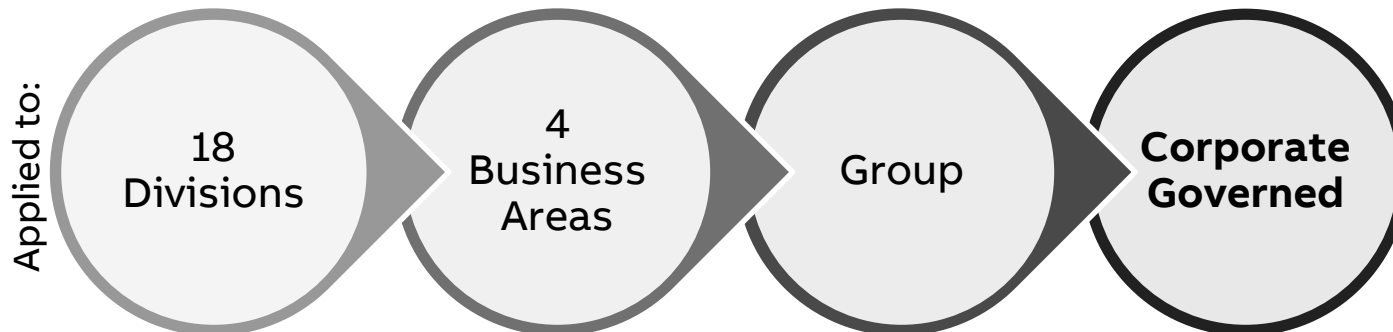 Applied to:
18
Divisions
4
Business
Areas
Group
Corporate
Governed